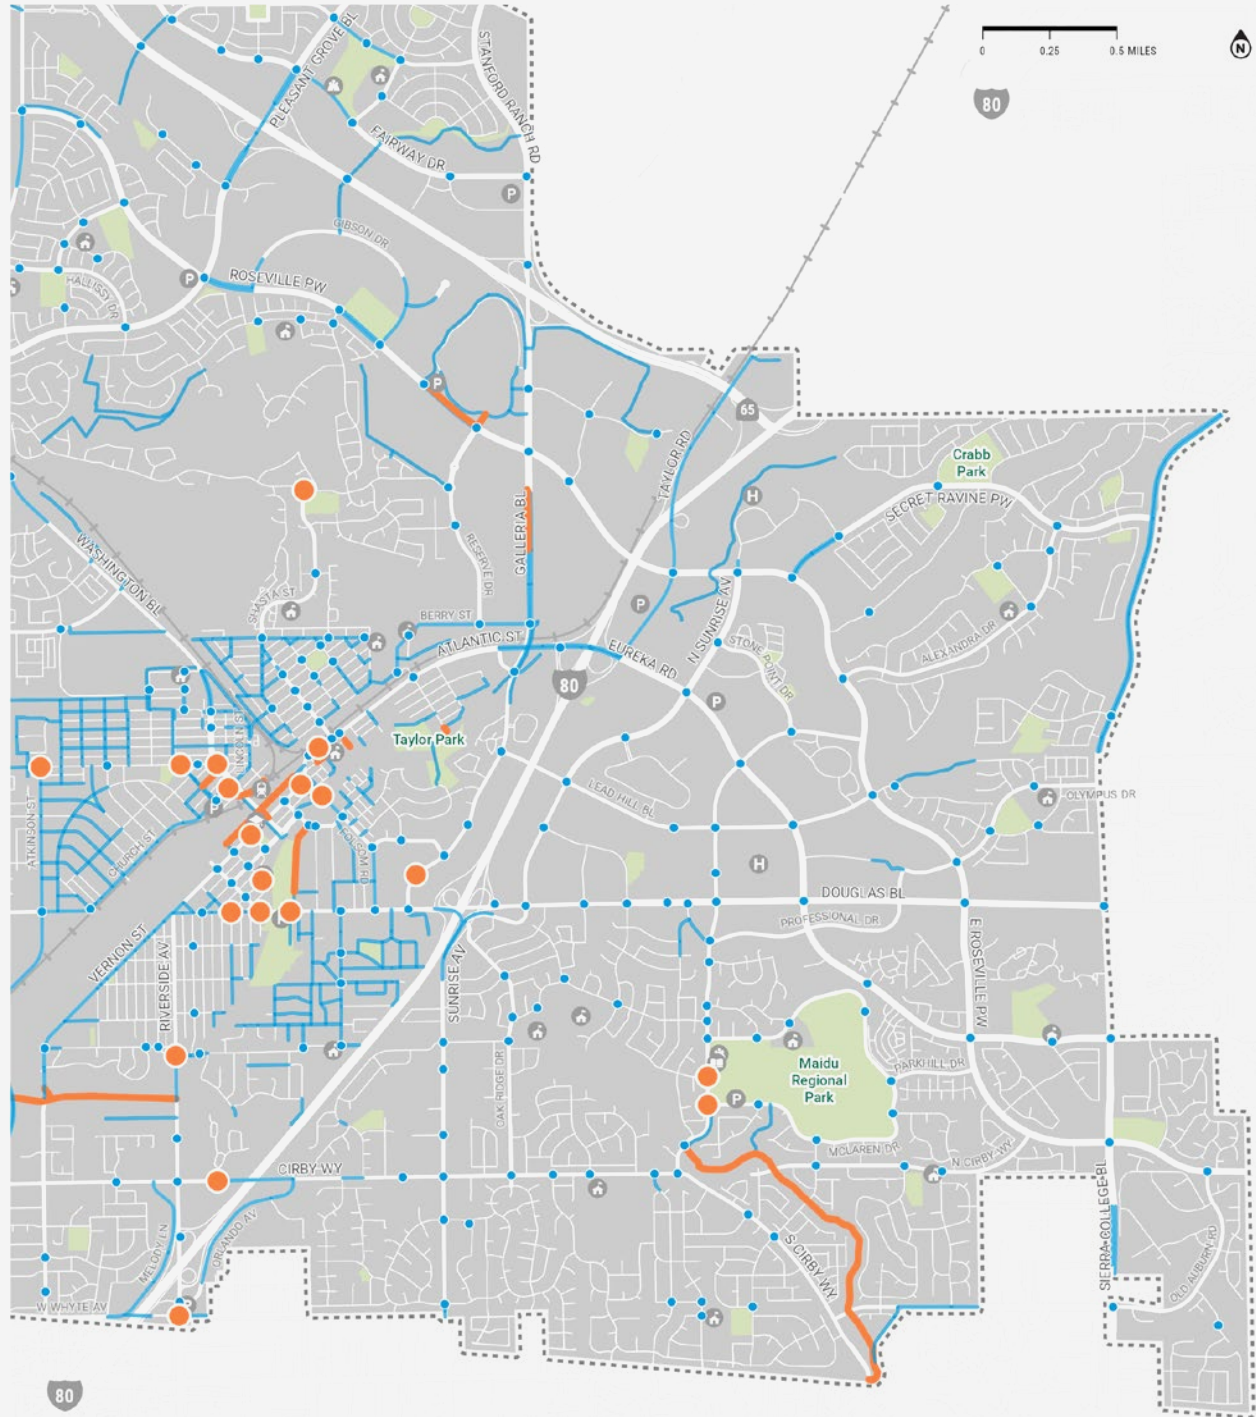 0 0.25 0.5 MILES
N
80
PLEASANT GROVE BL
STANFORD RANCH RD
FAIRWAY DR
P
GIBSON DR
P
ROSEVILLE PW
HALLISSY DR
P
65
TAYLOR RD
Crabb
Park
SECRET RAVINE PW
H
GALLERIA BL
WASHINGTON BL
RESERVE DR
SHASTA ST
BERRY ST
P
N SUNRISE AV
ATLANTIC ST
EUREKA RD
STONE POINT DR
ALEXANDRA DR
80
P
LINCOLN ST
Taylor Park
LEAD HILL BL
OLYMPUS DR
P
ATKINSON ST
CHURCH ST
FOLSOM RD
H
DOUGLAS BL
PROFESSIONAL DR
VERNON ST
RIVERSIDE AV
SUNRISE AV
E ROSEVILLE PW
OAK RIDGE DR
Maidu
Regional
Park
PARKHILL DR
P
MCLAREN DR
CIRBY WY
N CIRBY WY
MELODY LN
ORLANDO AV
S CIRBY WY
SIERRA COLLEGE BL
OLD AUBURN RD
W WHYTE AV
80